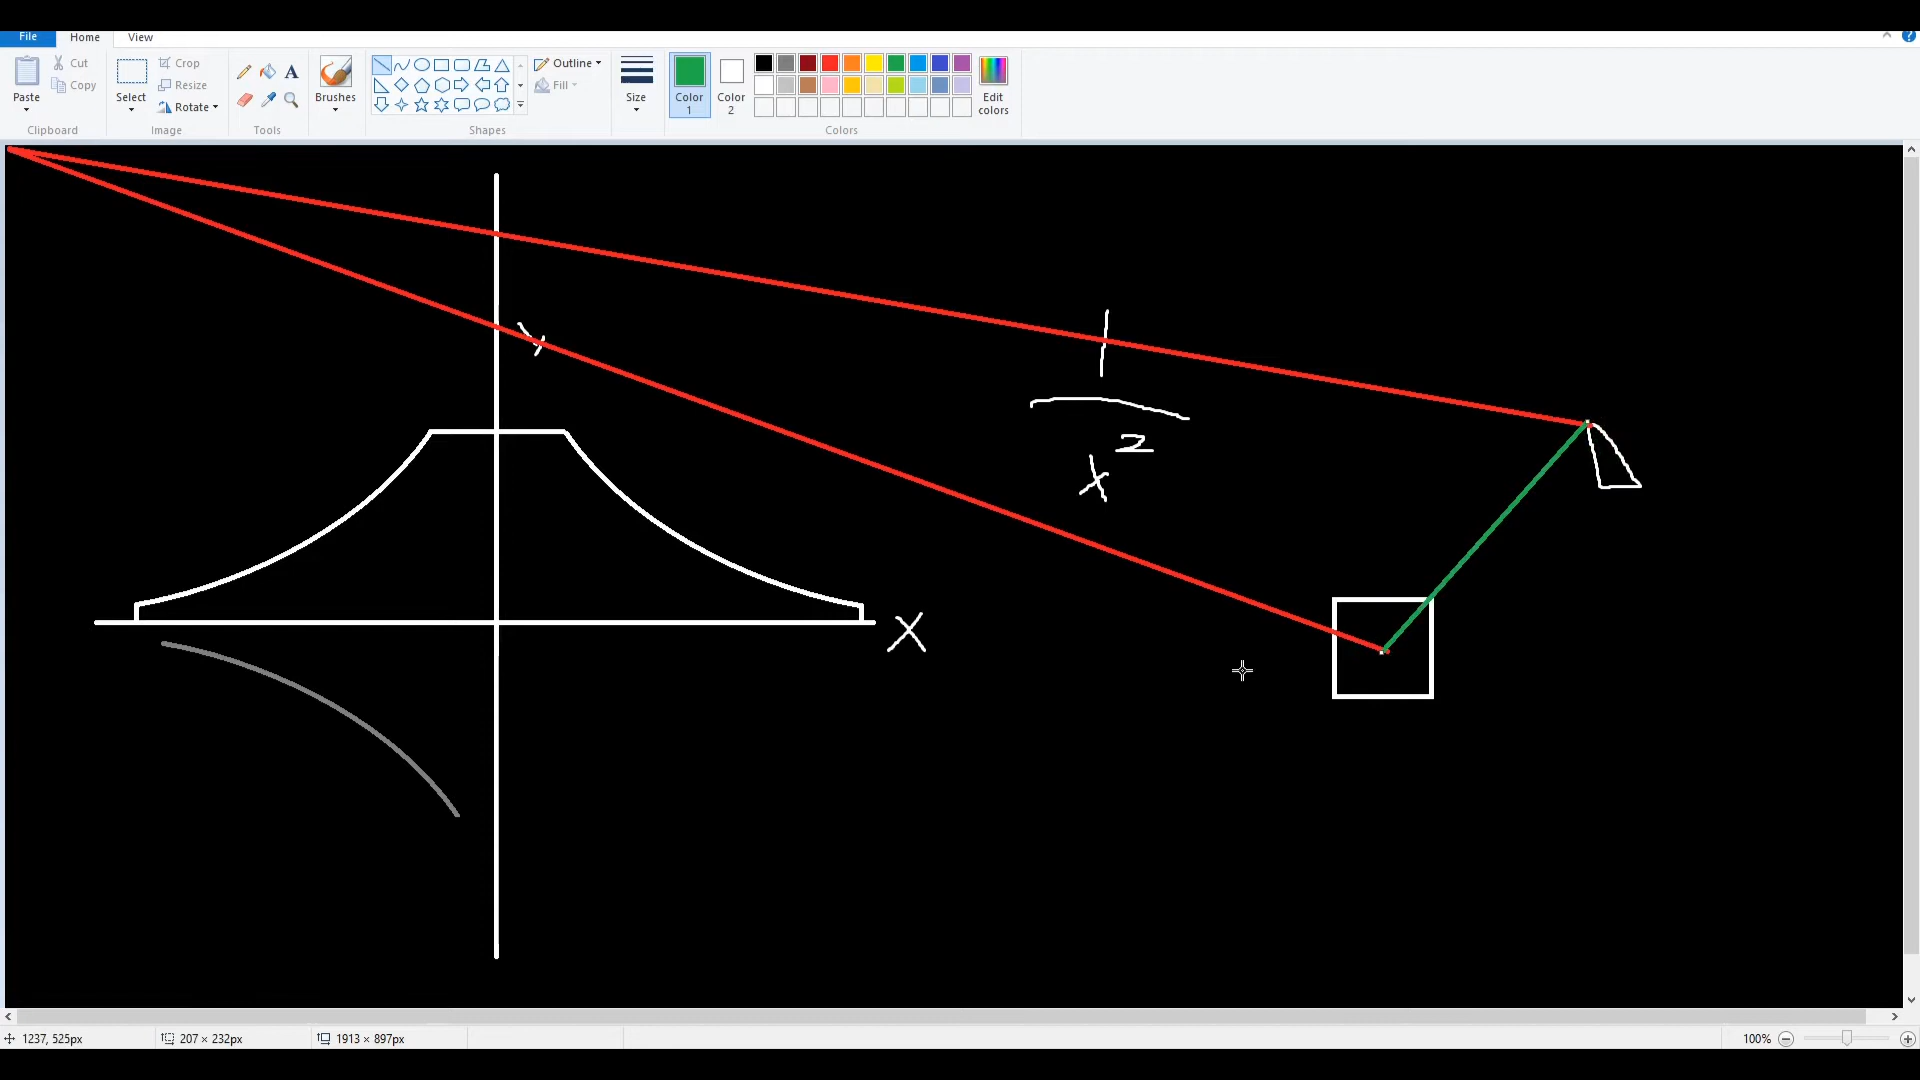 File Home View
Paste Cut Copy Clipboard
Select Crop Resize Rotate Image
A Tools
Brushes
Outline Fill Shapes
Size
Color 1 Color 2 Edit colors Colors
1
x 2
y
X
1237, 525px 207 × 232px 1913 × 897px 100%